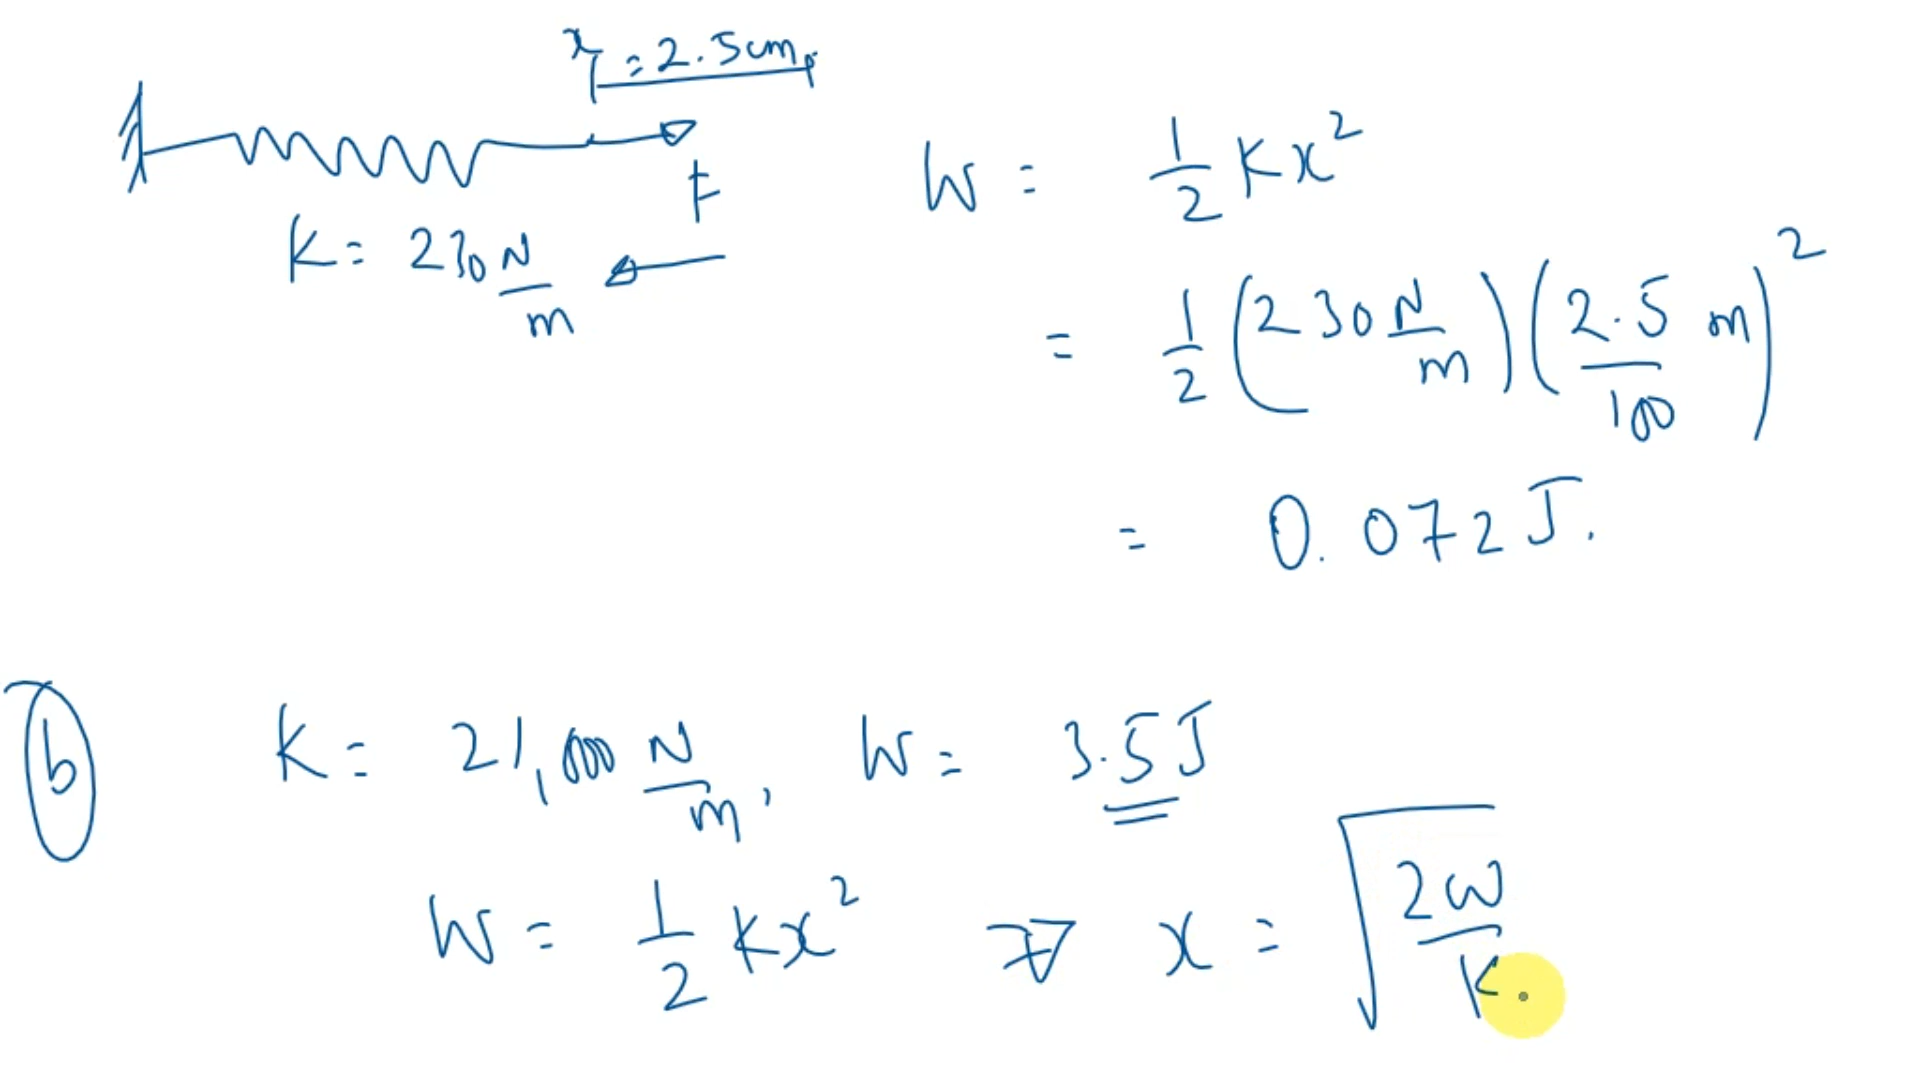 x = 2.5cm
F
K = 230 N/m
W = 1/2 Kx²
= 1/2 (230 N/m) (2.5/100 m)²
= 0.072 J.
b
K = 21,000 N/m, W = 3.5 J
W = 1/2 Kx² ⇒ x = √(2W/K)